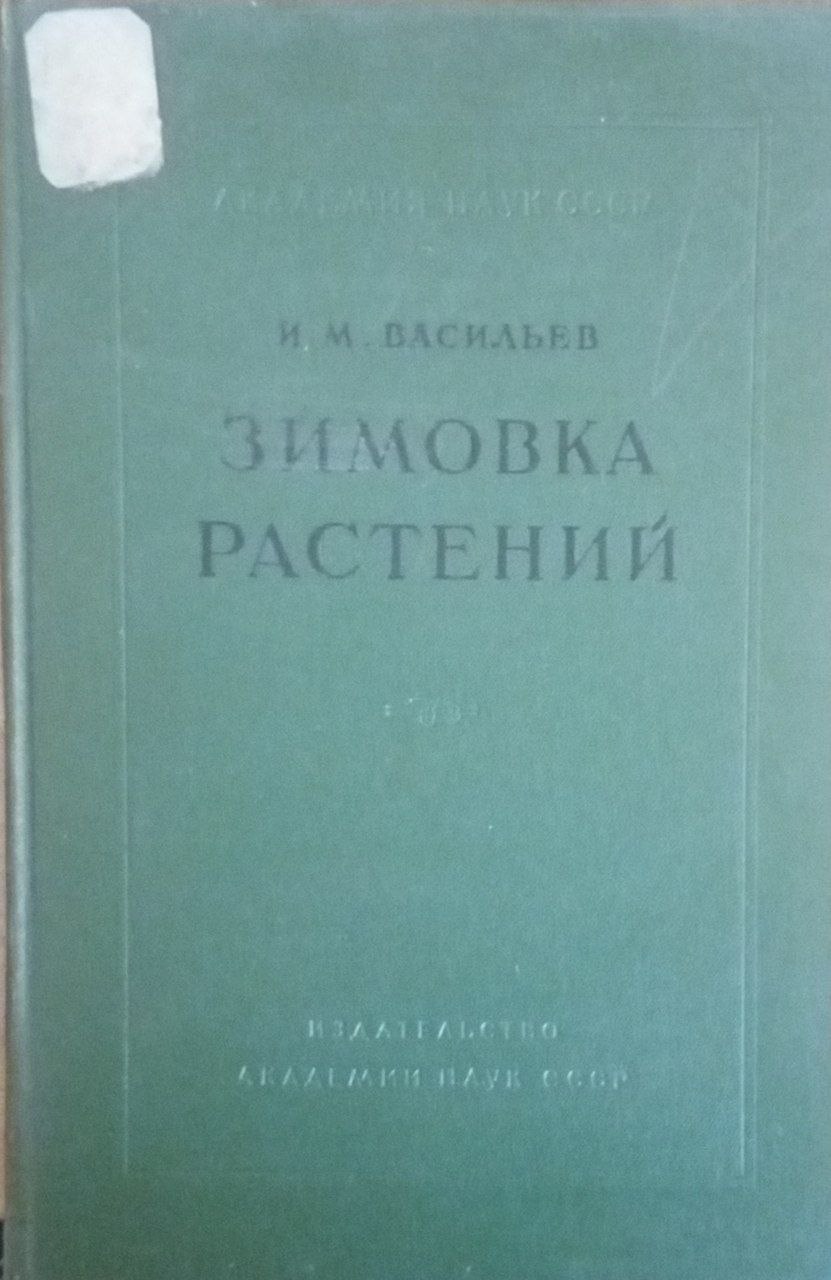 АКАДЕМИЯ НАУК СССР
И. М. ВАСИЛЬЕВ
ЗИМОВКА
РАСТЕНИЙ
ИЗДАТЕЛЬСТВО
АКАДЕМИИ НАУК СССР